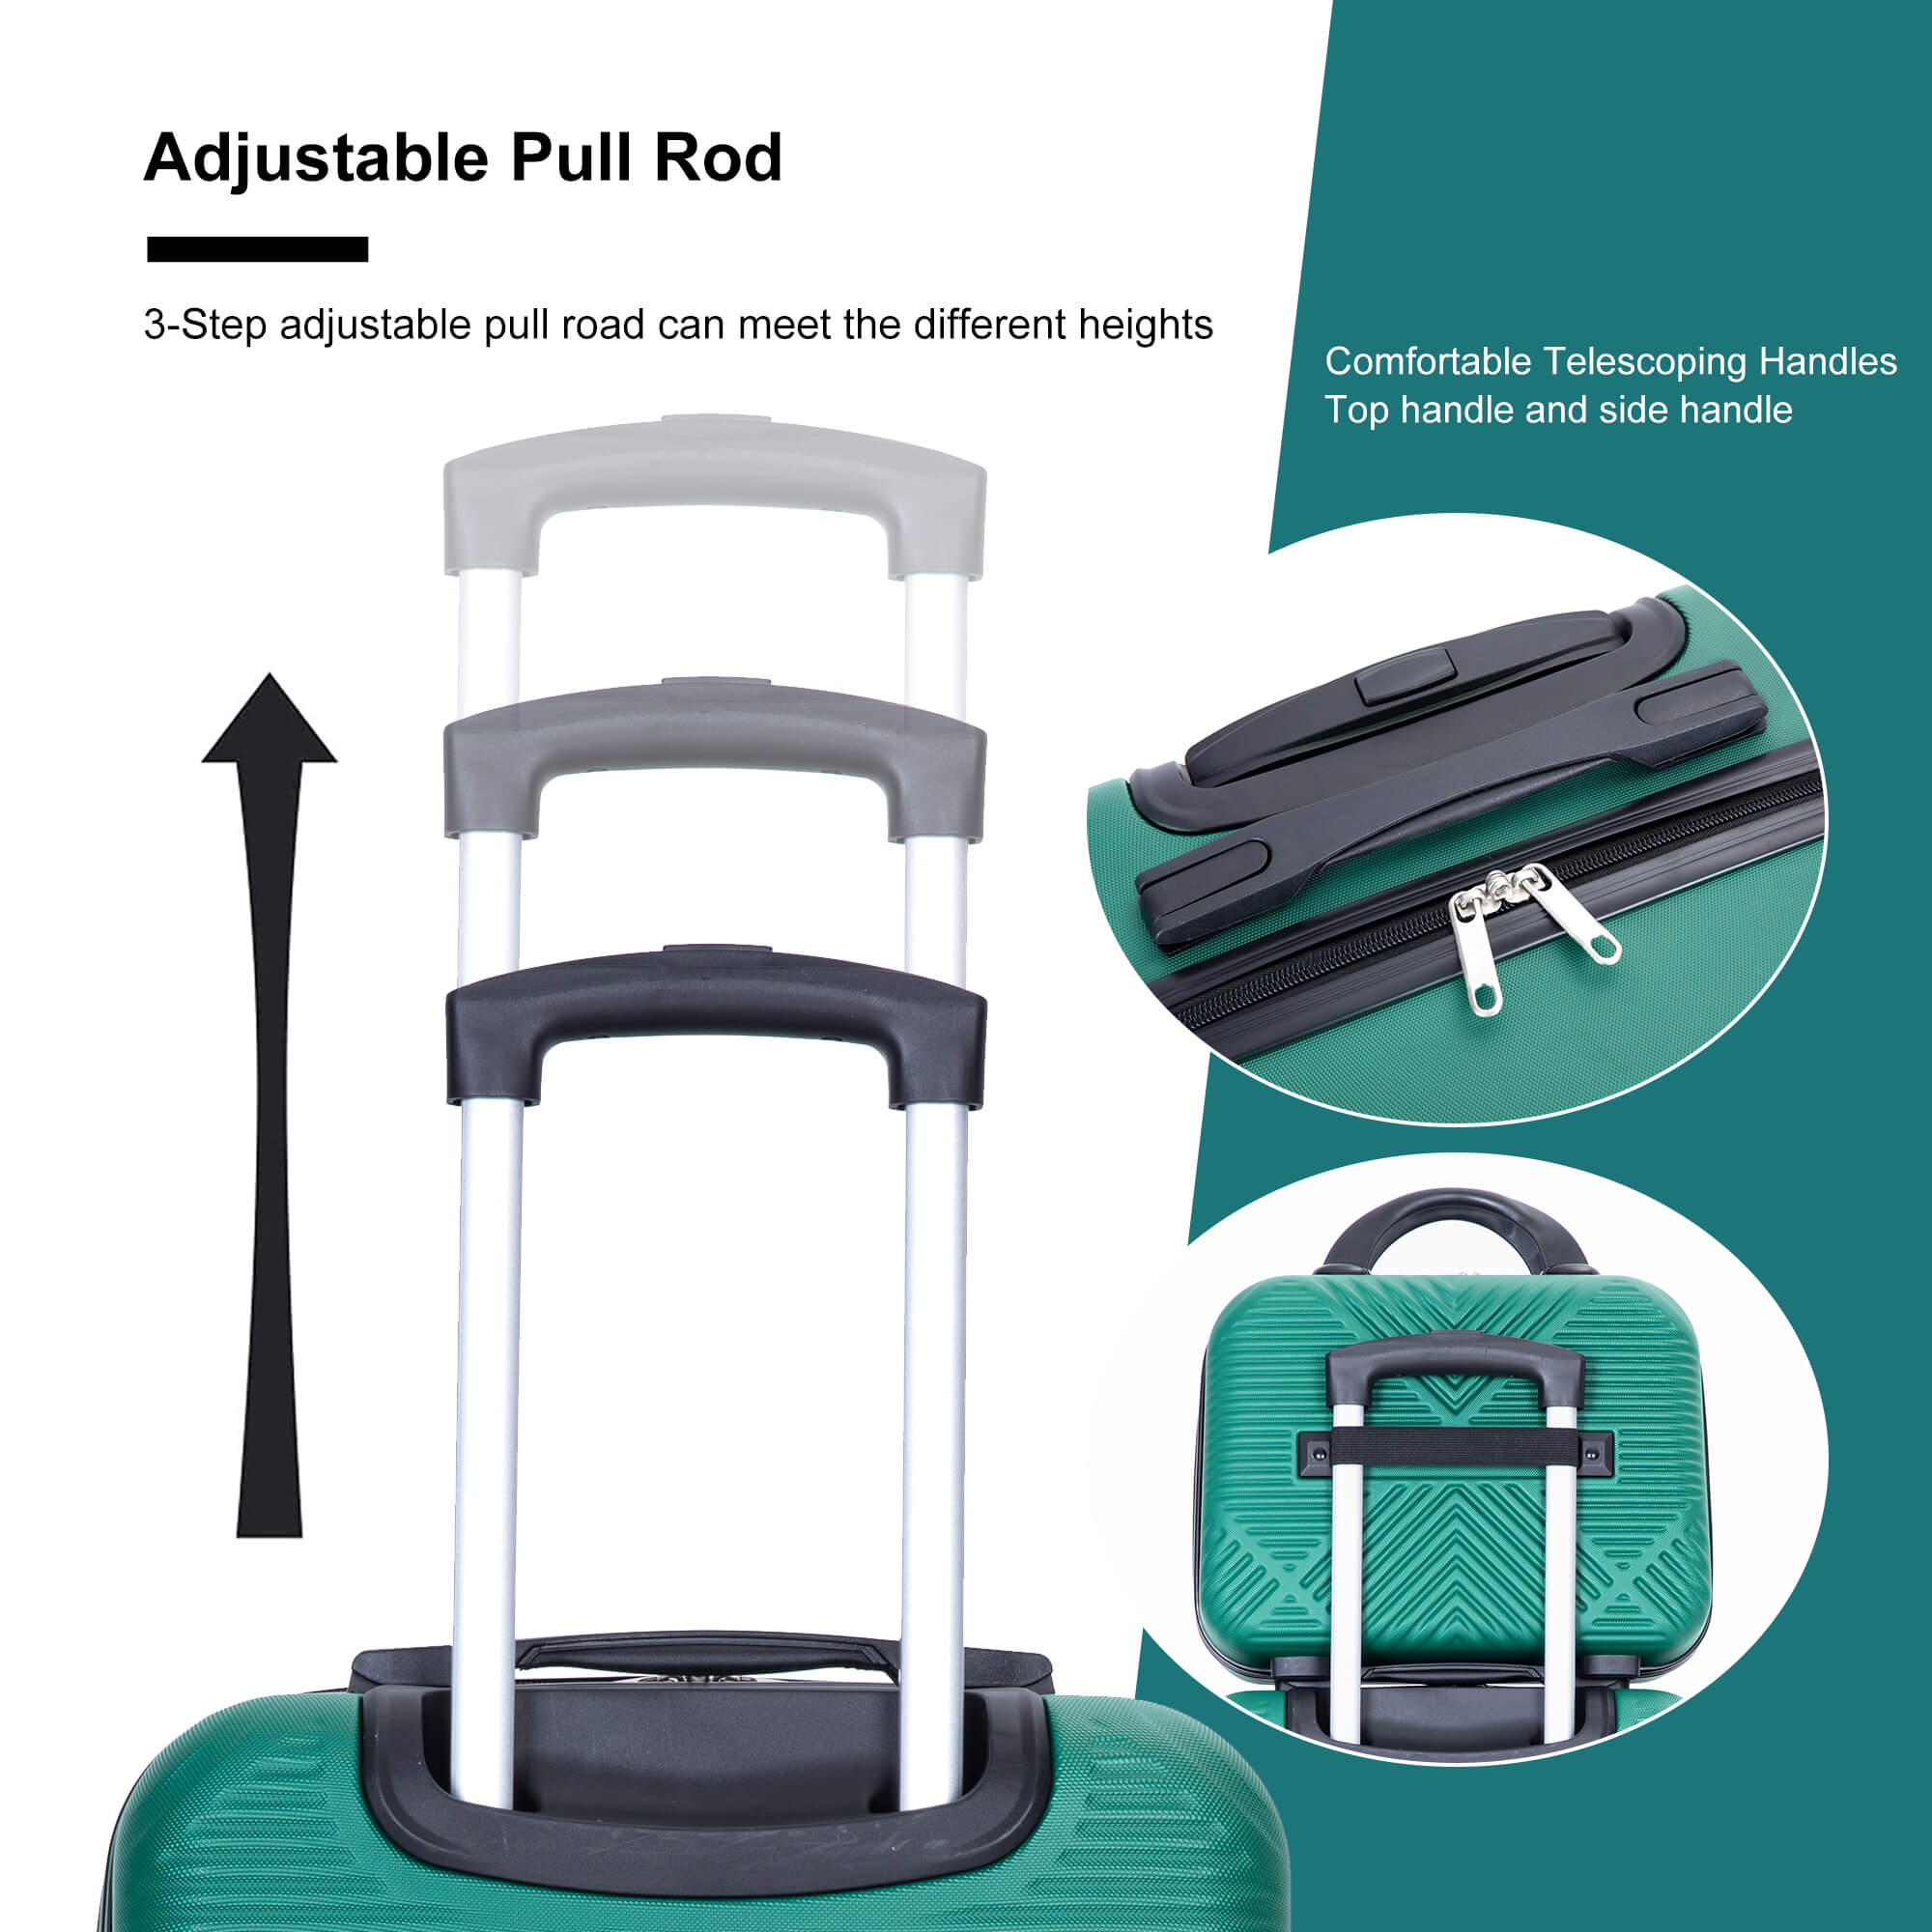 Adjustable Pull Rod
3-Step adjustable pull road can meet the different heights
Comfortable Telescoping Handles
Top handle and side handle